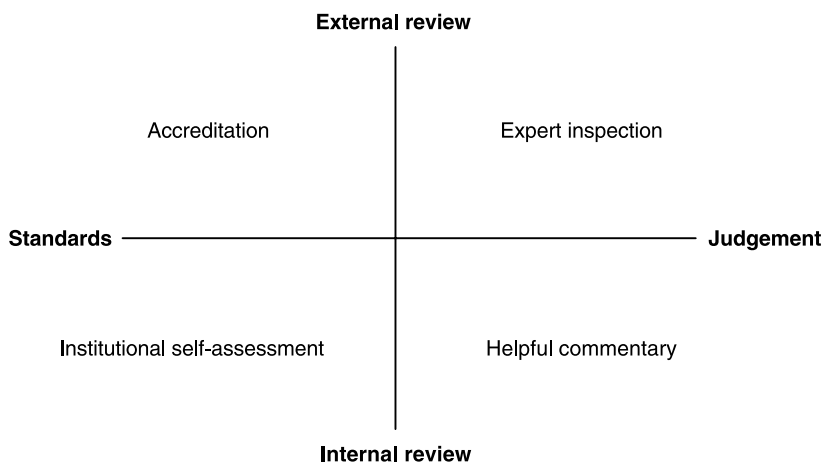 External review
Accreditation
Expert inspection
Standards
Judgement
Institutional self-assessment
Helpful commentary
Internal review